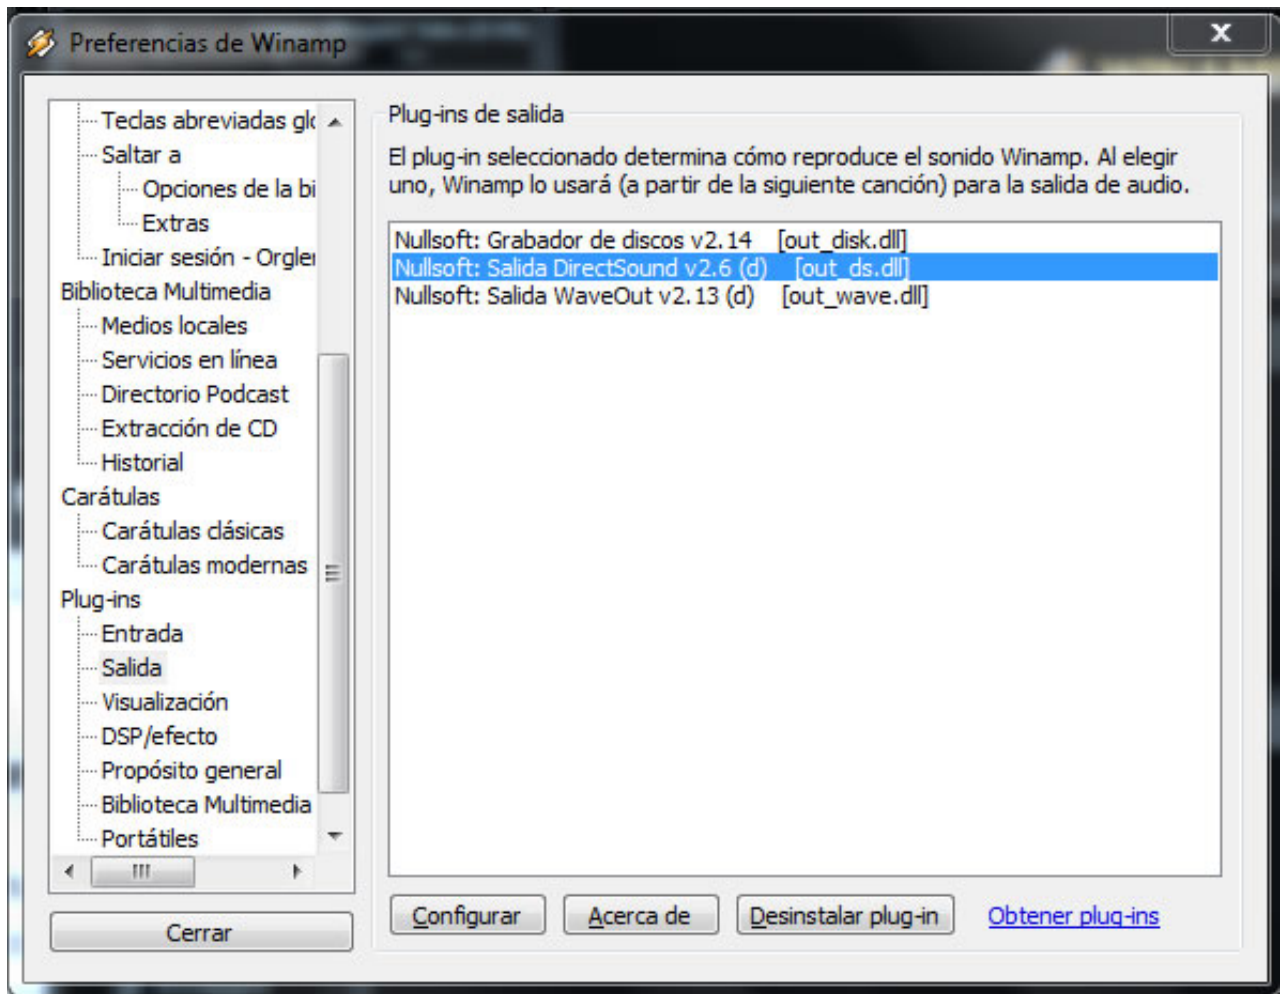 Preferencias de Winamp
Teclas abreviadas glo
Saltar a
Opciones de la bi
Extras
Iniciar sesión - Orgler
Biblioteca Multimedia
Medios locales
Servicios en línea
Directorio Podcast
Extracción de CD
Historial
Carátulas
Carátulas clásicas
Carátulas modernas
Plug-ins
Entrada
Salida
Visualización
DSP/efecto
Propósito general
Biblioteca Multimedia
Portátiles
Cerrar
Plug-ins de salida
El plug-in seleccionado determina cómo reproduce el sonido Winamp. Al elegir
uno, Winamp lo usará (a partir de la siguiente canción) para la salida de audio.
Nullsoft: Grabador de discos v2.14 [out_disk.dll]
Nullsoft: Salida DirectSound v2.6 (d) [out_ds.dll]
Nullsoft: Salida WaveOut v2.13 (d) [out_wave.dll]
Configurar
Acerca de
Desinstalar plug-in
Obtener plug-ins